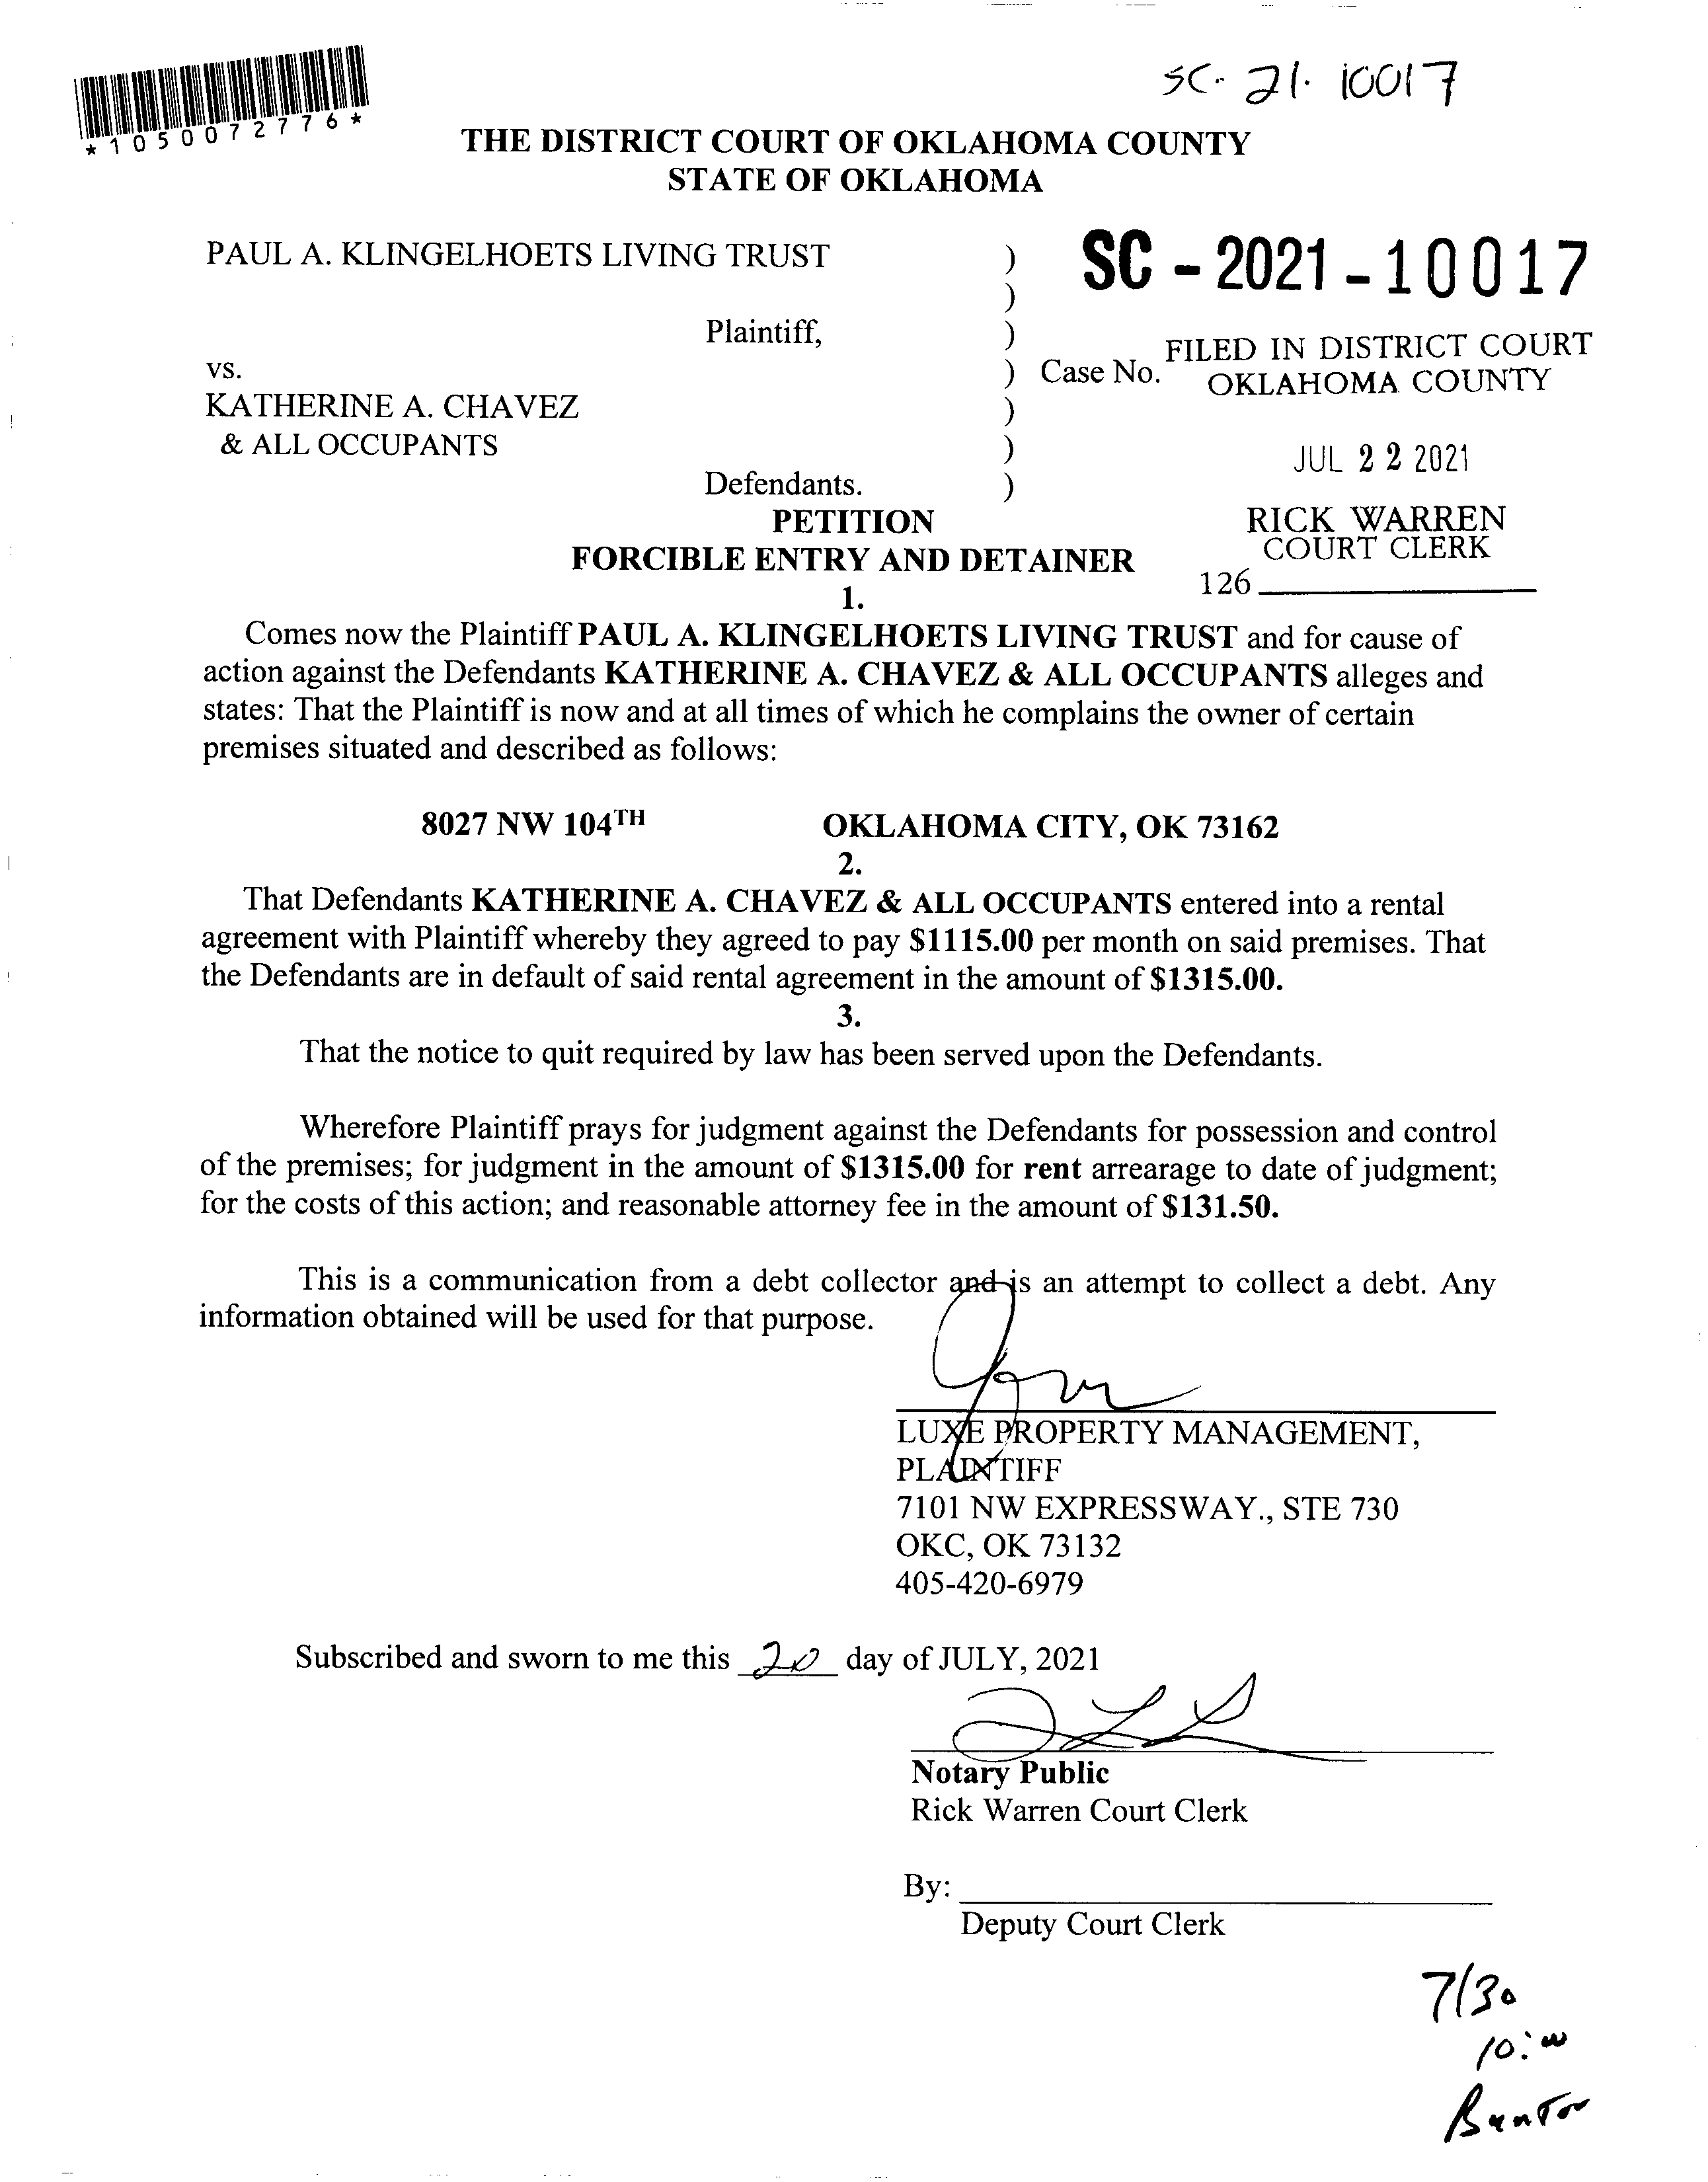 SC-21-10017
*1050072776*
THE DISTRICT COURT OF OKLAHOMA COUNTY
STATE OF OKLAHOMA
PAUL A. KLINGELHOETS LIVING TRUST )
SC-2021-10017
)
Plaintiff, )
FILED IN DISTRICT COURT
vs. ) Case No.
OKLAHOMA COUNTY
KATHERINE A. CHAVEZ )
& ALL OCCUPANTS )
JUL 22 2021
Defendants. )
PETITION
RICK WARREN
COURT CLERK
FORCIBLE ENTRY AND DETAINER
126
1.
Comes now the Plaintiff PAUL A. KLINGELHOETS LIVING TRUST and for cause of
action against the Defendants KATHERINE A. CHAVEZ & ALL OCCUPANTS alleges and
states: That the Plaintiff is now and at all times of which he complains the owner of certain
premises situated and described as follows:
8027 NW 104TH OKLAHOMA CITY, OK 73162
2.
That Defendants KATHERINE A. CHAVEZ & ALL OCCUPANTS entered into a rental
agreement with Plaintiff whereby they agreed to pay $1115.00 per month on said premises. That
the Defendants are in default of said rental agreement in the amount of $1315.00.
3.
That the notice to quit required by law has been served upon the Defendants.
Wherefore Plaintiff prays for judgment against the Defendants for possession and control
of the premises; for judgment in the amount of $1315.00 for rent arrearage to date of judgment;
for the costs of this action; and reasonable attorney fee in the amount of $131.50.
This is a communication from a debt collector and is an attempt to collect a debt. Any
information obtained will be used for that purpose.
LUXE PROPERTY MANAGEMENT,
PLAINTIFF
7101 NW EXPRESSWAY., STE 730
OKC, OK 73132
405-420-6979
Subscribed and sworn to me this 20 day of JULY, 2021
Notary Public
Rick Warren Court Clerk
By:
Deputy Court Clerk
7/30
10:00